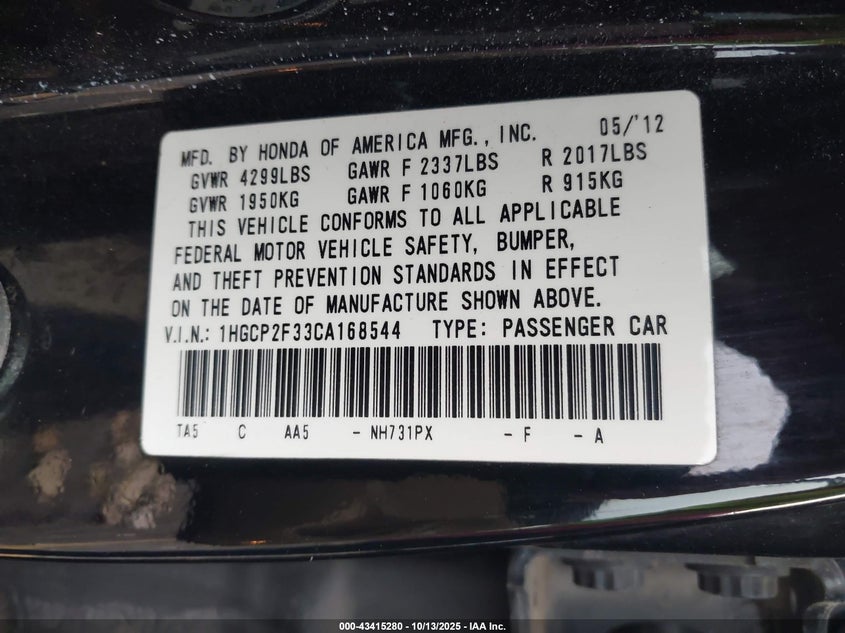 MFD. BY HONDA OF AMERICA MFG., INC. 05/'12
GVWR 4299LBS GAWR F 2337LBS R 2017LBS
GVWR 1950KG GAWR F 1060KG R 915KG
THIS VEHICLE CONFORMS TO ALL APPLICABLE
FEDERAL MOTOR VEHICLE SAFETY, BUMPER,
AND THEFT PREVENTION STANDARDS IN EFFECT
ON THE DATE OF MANUFACTURE SHOWN ABOVE.
V.I.N.: 1HGCP2F33CA168544 TYPE: PASSENGER CAR
TA5 C AA5 - NH731PX - F - A
000-43415280 - 10/13/2025 - IAA Inc.